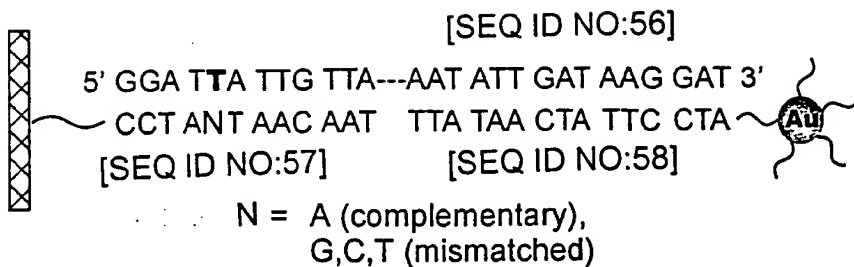 [SEQ ID NO:56]
5' GGA TTA TTG TTA---AAT ATT GAT AAG GAT 3'
CCT ANT AAC AAT TTA TAA CTA TTC CTA
Au
[SEQ ID NO:57] [SEQ ID NO:58]
N = A (complementary),
G,C,T (mismatched)